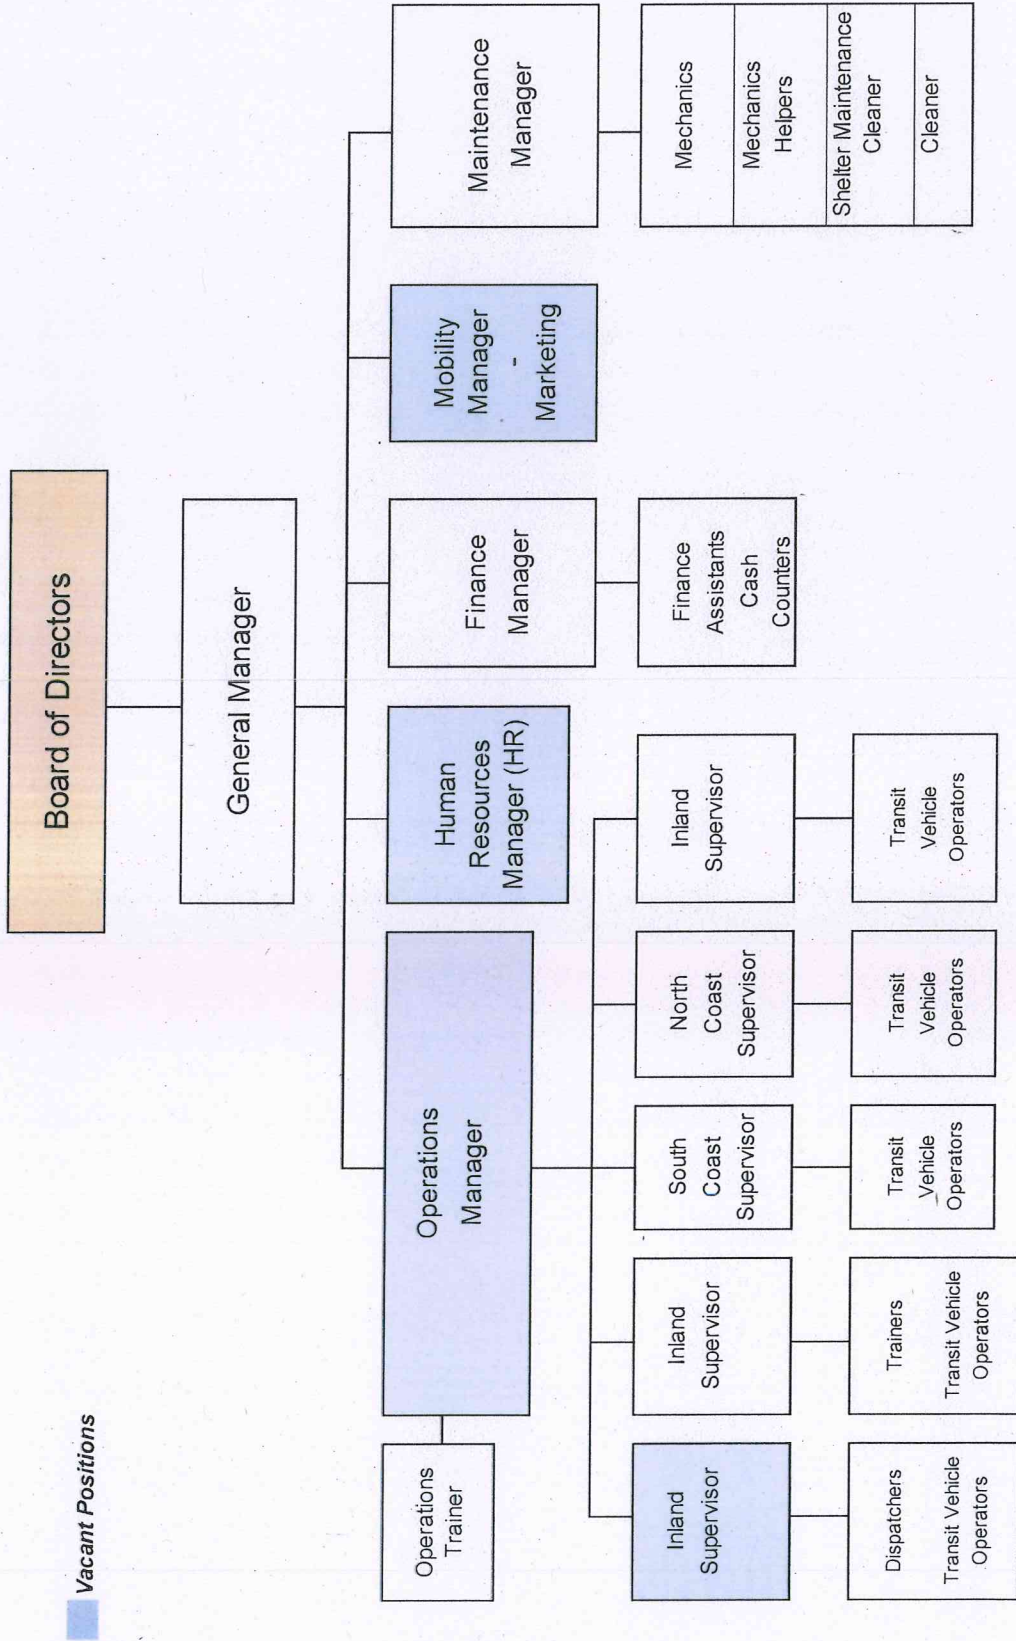 Vacant Positions
Board of Directors
General Manager
Operations
Trainer
Operations
Manager
Human
Resources
Manager (HR)
Finance
Manager
Mobility
Manager
-
Marketing
Maintenance
Manager
Inland
Supervisor
Inland
Supervisor
South
Coast
Supervisor
North
Coast
Supervisor
Inland
Supervisor
Finance
Assistants
Cash
Counters
Mechanics
Mechanics
Helpers
Shelter Maintenance
Cleaner
Cleaner
Dispatchers
Transit Vehicle
Operators
Trainers
Transit Vehicle
Operators
Transit
Vehicle
Operators
Transit
Vehicle
Operators
Transit
Vehicle
Operators